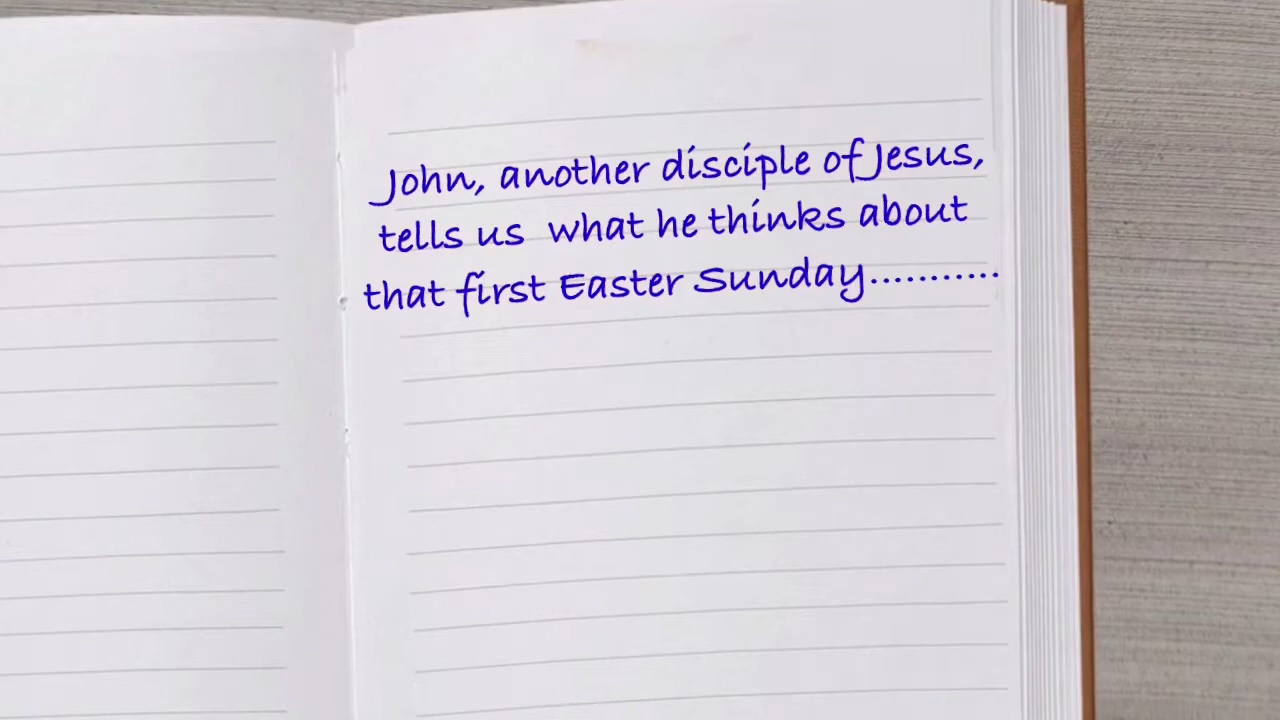 John, another disciple of Jesus,
tells us what he thinks about
that first Easter Sunday...........